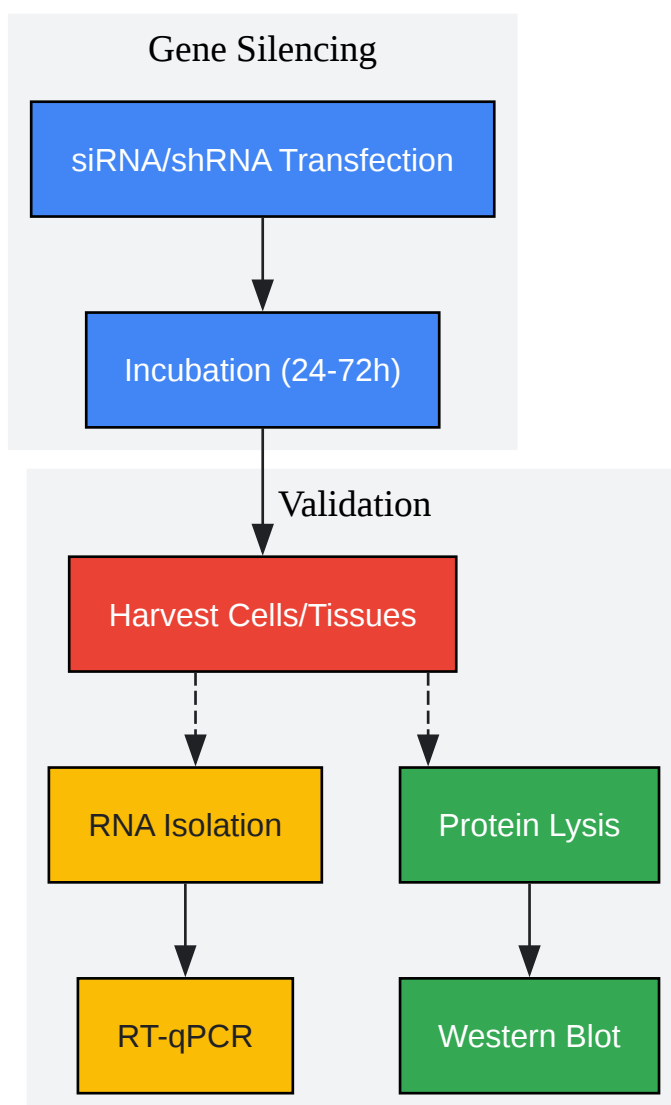 Gene Silencing
siRNA/shRNA Transfection
Incubation (24-72h)
Validation
Harvest Cells/Tissues
RNA Isolation
Protein Lysis
RT-qPCR
Western Blot